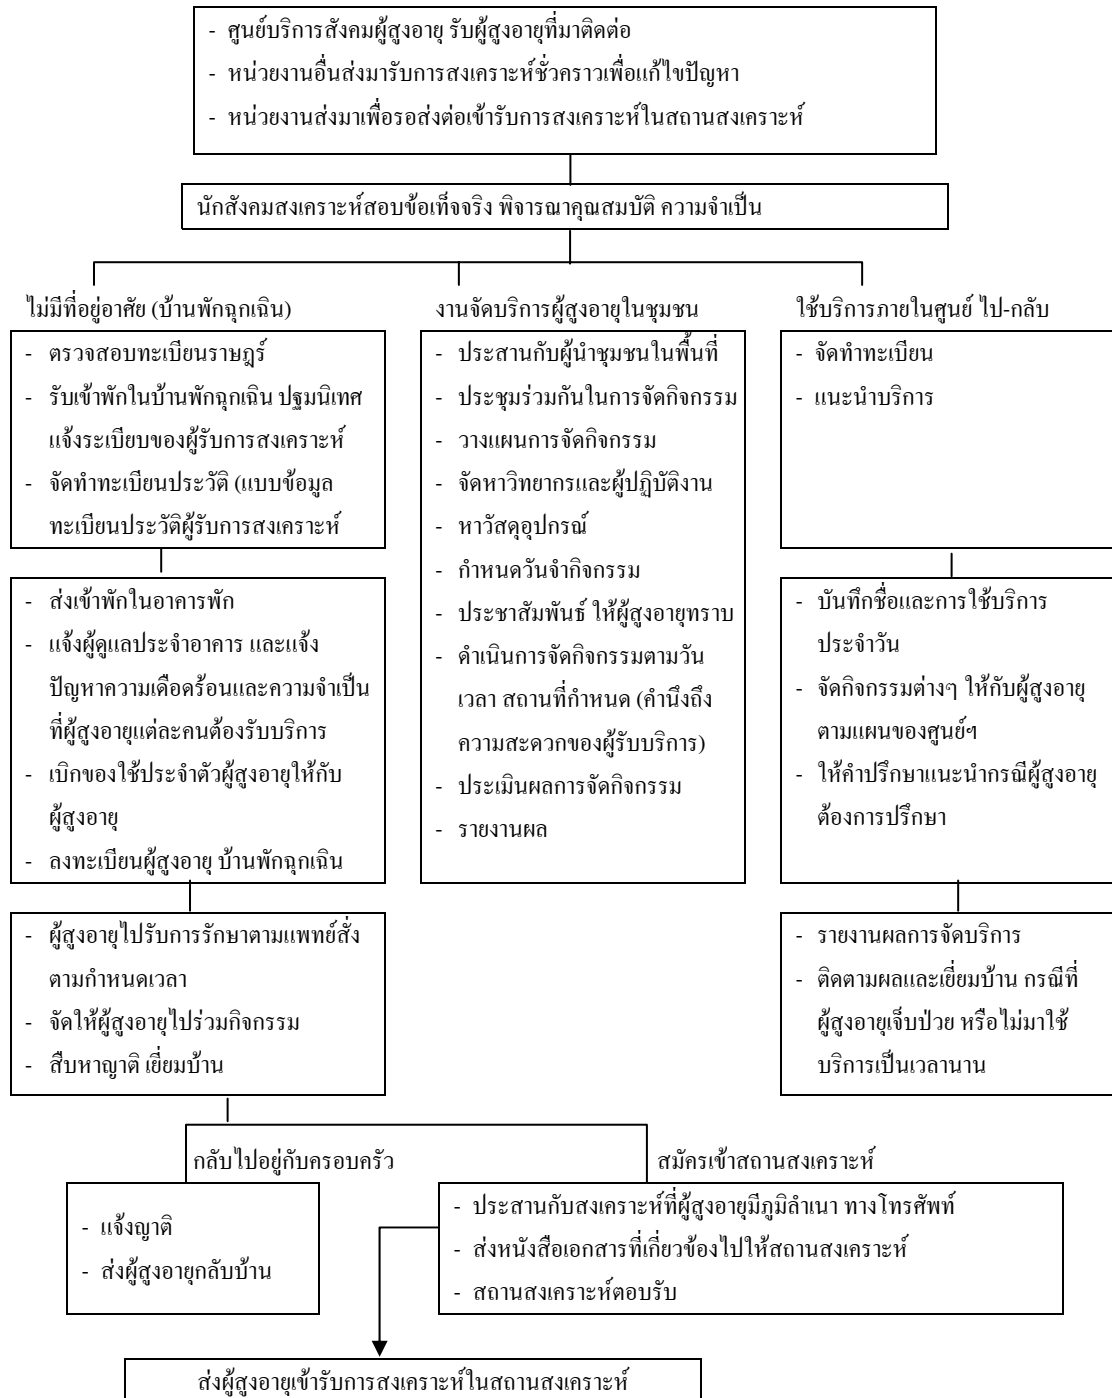 - ศูนย์บริการสังคมผู้สูงอายุ รับผู้สูงอายุที่มาติดต่อ
- หน่วยงานอื่นส่งมารับการสงเคราะห์ชั่วคราวเพื่อแก้ไขปัญหา
- หน่วยงานส่งมาเพื่อรอส่งต่อเข้ารับการสงเคราะห์ในสถานสงเคราะห์
นักสังคมสงเคราะห์สอบข้อเท็จจริง พิจารณาคุณสมบัติ ความจำเป็น
ไม่มีที่อยู่อาศัย (บ้านพักฉุกเฉิน)
- ตรวจสอบทะเบียนราษฎร์
- รับเข้าพักในบ้านพักฉุกเฉิน ปฐมนิเทศ
แจ้งระเบียบของผู้รับการสงเคราะห์
- จัดทำทะเบียนประวัติ (แบบข้อมูล
ทะเบียนประวัติผู้รับการสงเคราะห์
- ส่งเข้าพักในอาคารพัก
- แจ้งผู้ดูแลประจำอาคาร และแจ้ง
ปัญหาความเดือดร้อนและความจำเป็น
ที่ผู้สูงอายุแต่ละคนต้องรับบริการ
- เบิกของใช้ประจำตัวผู้สูงอายุให้กับ
ผู้สูงอายุ
- ลงทะเบียนผู้สูงอายุ บ้านพักฉุกเฉิน
- ผู้สูงอายุไปรับการรักษาตามแพทย์สั่ง
ตามกำหนดเวลา
- จัดให้ผู้สูงอายุไปร่วมกิจกรรม
- สืบหาญาติ เยี่ยมบ้าน
งานจัดบริการผู้สูงอายุในชุมชน
- ประสานกับผู้นำชุมชนในพื้นที่
- ประชุมร่วมกันในการจัดกิจกรรม
- วางแผนการจัดกิจกรรม
- จัดหาวิทยากรและผู้ปฏิบัติงาน
- หาวัสดุอุปกรณ์
- กำหนดวันจำกิจกรรม
- ประชาสัมพันธ์ ให้ผู้สูงอายุทราบ
- ดำเนินการจัดกิจกรรมตามวัน
เวลา สถานที่กำหนด (คำนึงถึง
ความสะดวกของผู้รับบริการ)
- ประเมินผลการจัดกิจกรรม
- รายงานผล
ใช้บริการภายในศูนย์ ไป-กลับ
- จัดทำทะเบียน
- แนะนำบริการ
- บันทึกชื่อและการใช้บริการ
ประจำวัน
- จัดกิจกรรมต่างๆ ให้กับผู้สูงอายุ
ตามแผนของศูนย์ฯ
- ให้คำปรึกษาแนะนำกรณีผู้สูงอายุ
ต้องการปรึกษา
- รายงานผลการจัดบริการ
- ติดตามผลและเยี่ยมบ้าน กรณีที่
ผู้สูงอายุเจ็บป่วย หรือไม่มาใช้
บริการเป็นเวลานาน
กลับไปอยู่กับครอบครัว
- แจ้งญาติ
- ส่งผู้สูงอายุกลับบ้าน
สมัครเข้าสถานสงเคราะห์
- ประสานกับสงเคราะห์ที่ผู้สูงอายุมีภูมิลำเนา ทางโทรศัพท์
- ส่งหนังสือเอกสารที่เกี่ยวข้องไปให้สถานสงเคราะห์
- สถานสงเคราะห์ตอบรับ
ส่งผู้สูงอายุเข้ารับการสงเคราะห์ในสถานสงเคราะห์